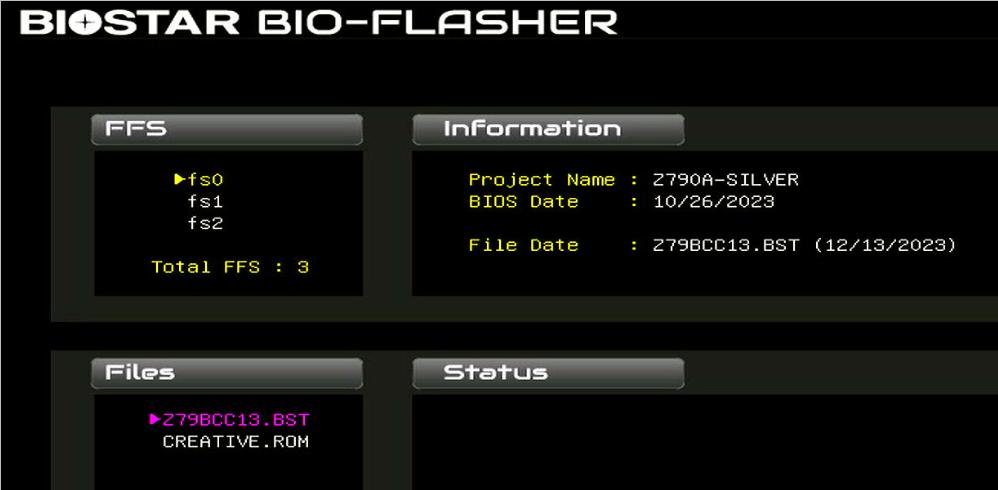 BIOSTAR BIO-FLASHER
FFS
fs0
fs1
fs2
Total FFS : 3
Information
Project Name : Z790A-SILVER
BIOS Date : 10/26/2023
File Date : Z79BCC13.BST (12/13/2023)
Files
Z79BCC13.BST
CREATIVE.ROM
Status